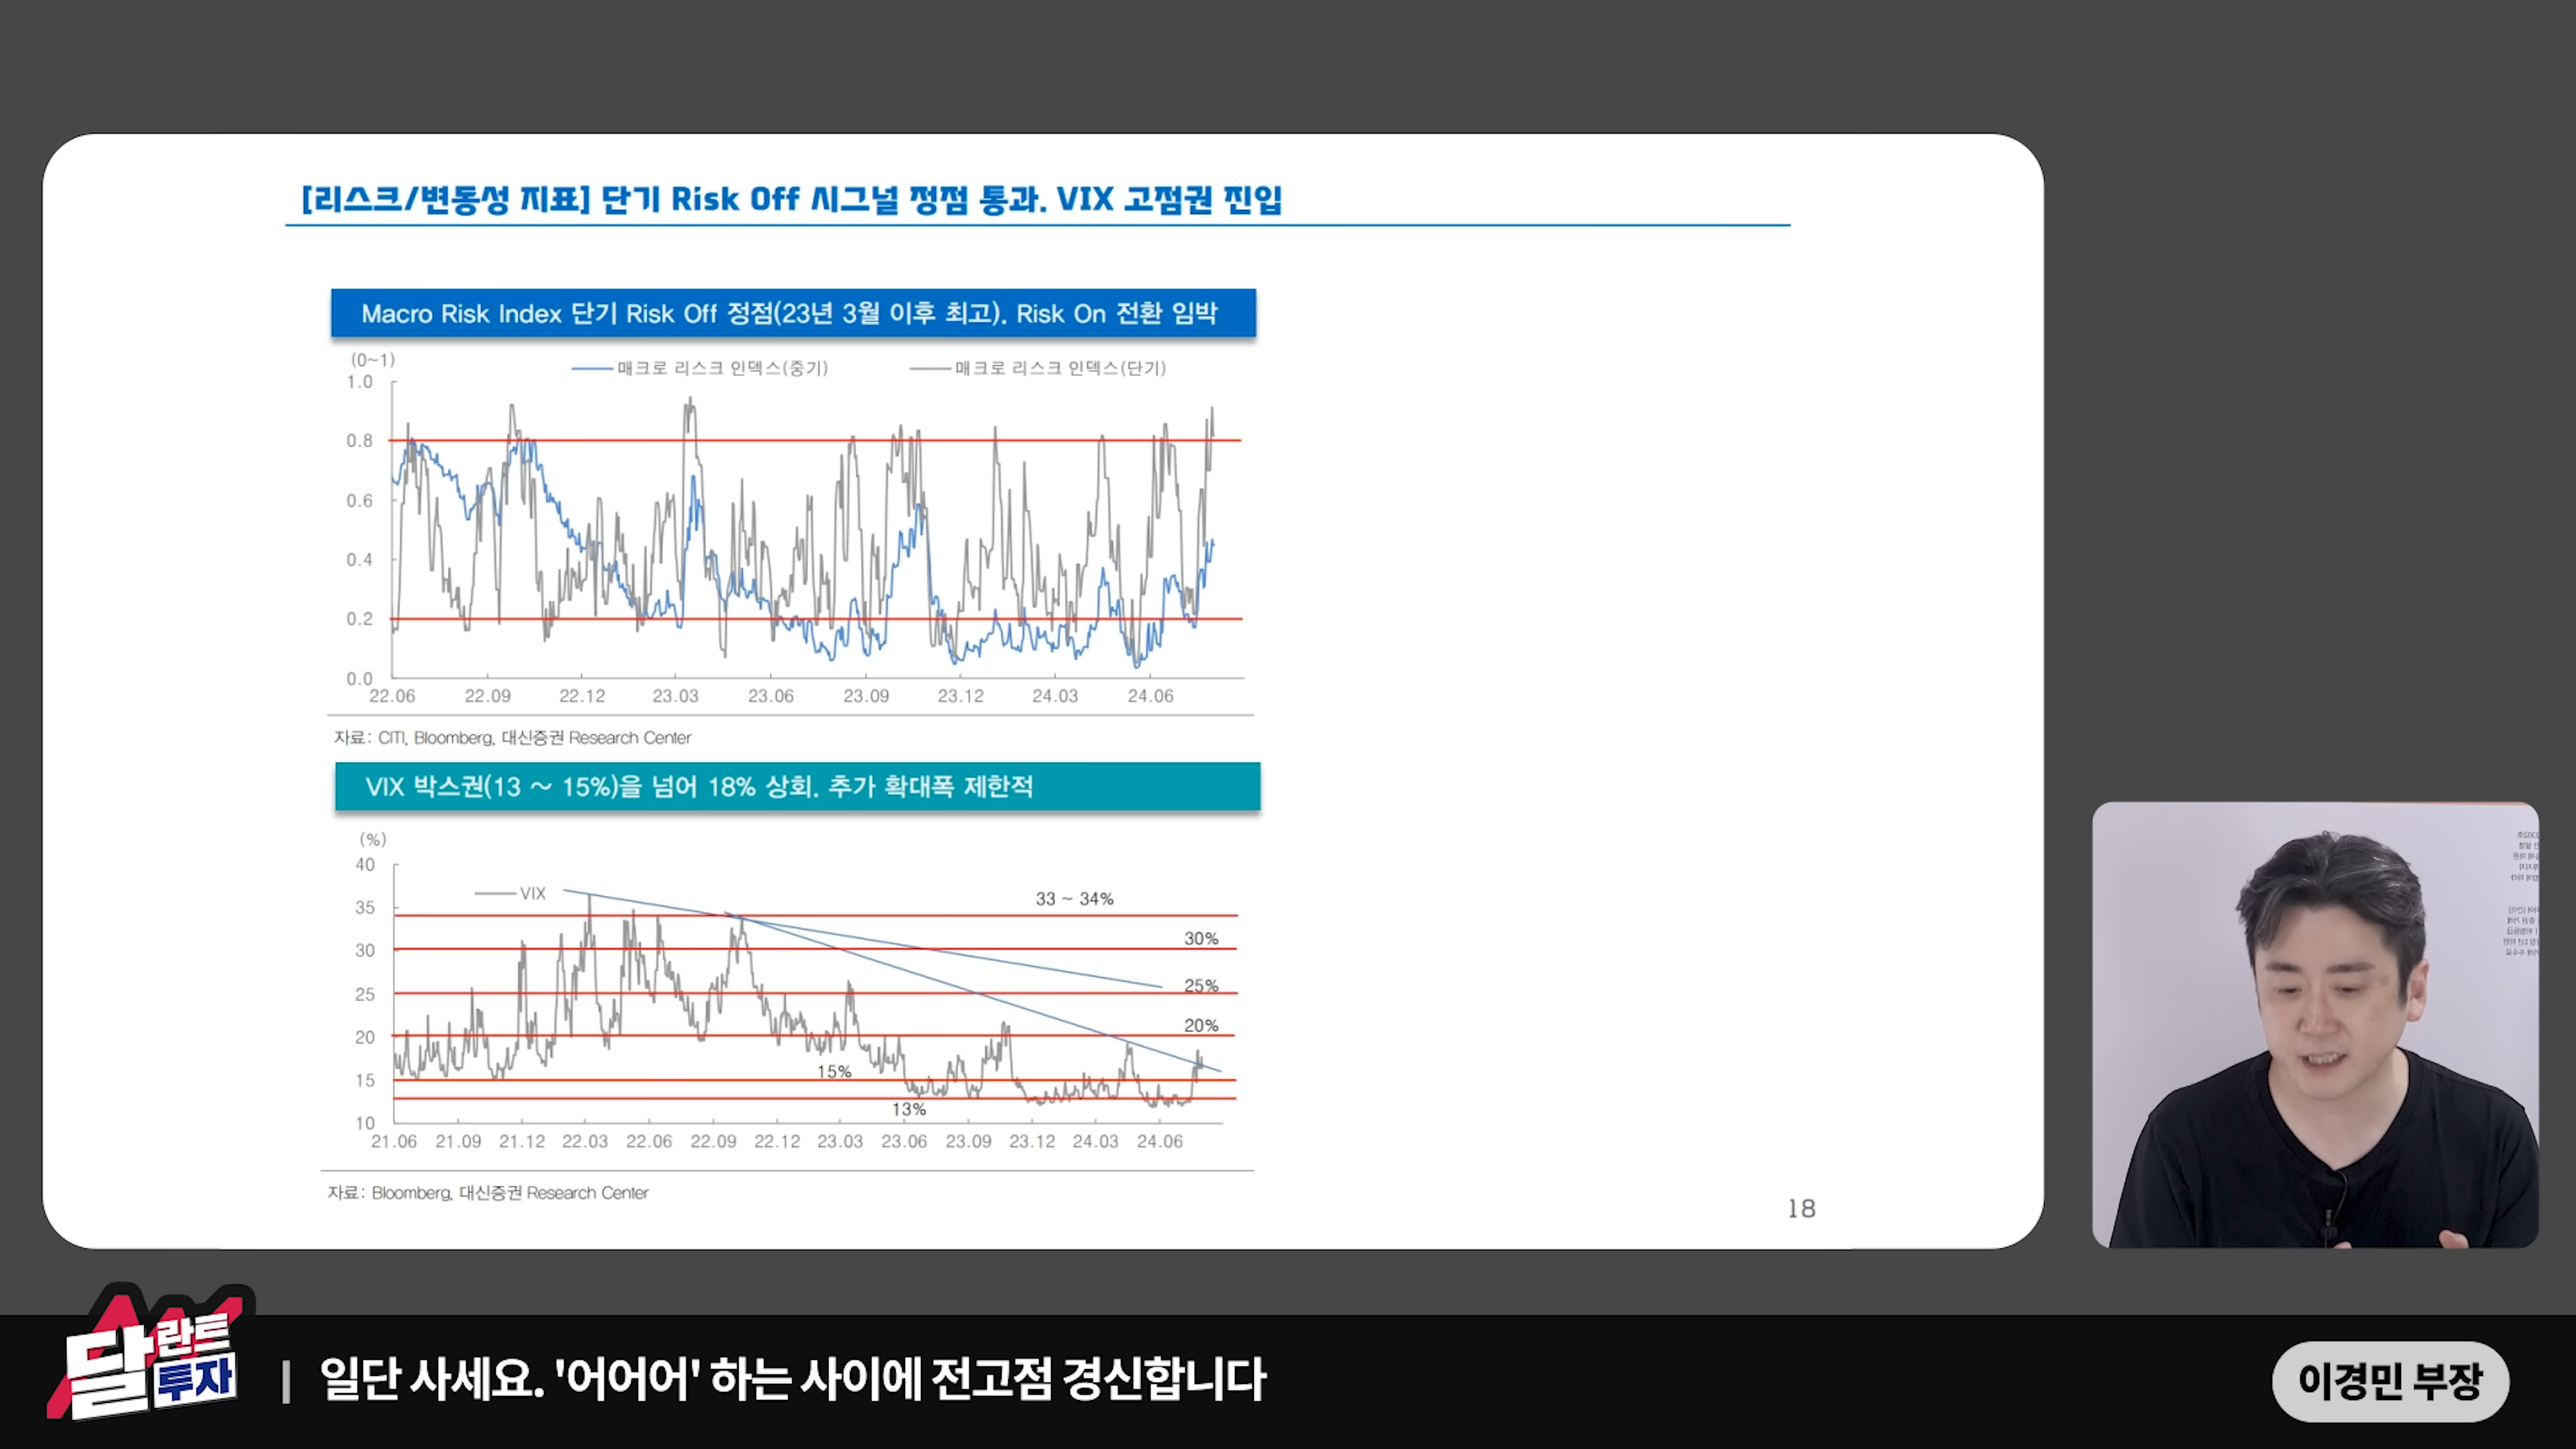 [리스크/변동성 지표] 단기 Risk Off 시그널 정점 통과. VIX 고점권 진입
Macro Risk Index 단기 Risk Off 정점(23년 3월 이후 최고). Risk On 전환 임박
(0~1)
매크로 리스크 인덱스(중기) 매크로 리스크 인덱스(단기)
1.0
0.8
0.6
0.4
0.2
0.0
22.06 22.09 22.12 23.03 23.06 23.09 23.12 24.03 24.06
자료: CITI, Bloomberg, 대신증권 Research Center
VIX 박스권(13 ~ 15%)을 넘어 18% 상회. 추가 확대폭 제한적
(%)
40
VIX
33 ~ 34%
35
30%
30
25%
25
20%
20
15%
15
13%
10
21.06 21.09 21.12 22.03 22.06 22.09 22.12 23.03 23.06 23.09 23.12 24.03 24.06
자료: Bloomberg, 대신증권 Research Center
18
달란트
투자
| 일단 사세요. '어어어' 하는 사이에 전고점 경신합니다
이경민 부장